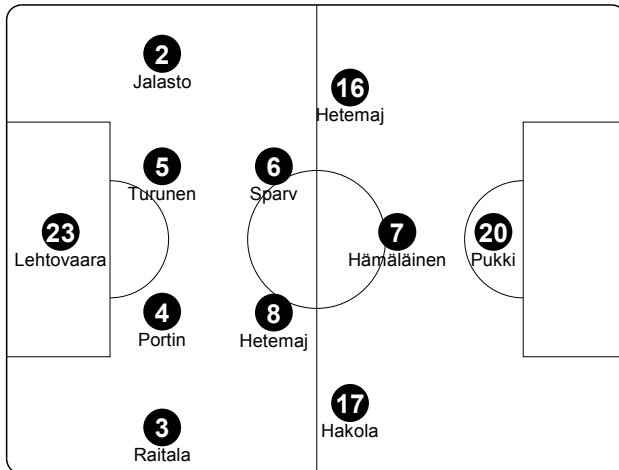 2
Jalasto
16
Hetemaj
5
Turunen
6
Sparv
23
Lehtovaara
7
Hämäläinen
20
Pukki
4
Portin
8
Hetemaj
17
Hakola
3
Raitala